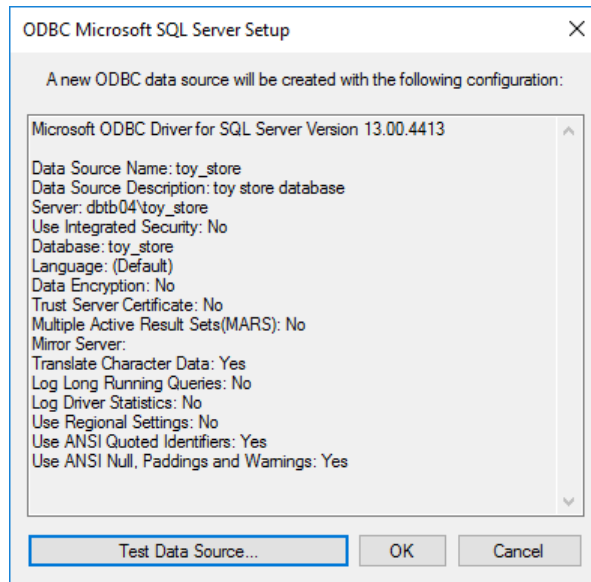 ODBC Microsoft SQL Server Setup
A new ODBC data source will be created with the following configuration:
Microsoft ODBC Driver for SQL Server Version 13.00.4413
Data Source Name: toy_store
Data Source Description: toy store database
Server: dbtb04\toy_store
Use Integrated Security: No
Database: toy_store
Language: (Default)
Data Encryption: No
Trust Server Certificate: No
Multiple Active Result Sets(MARS): No
Mirror Server:
Translate Character Data: Yes
Log Long Running Queries: No
Log Driver Statistics: No
Use Regional Settings: No
Use ANSI Quoted Identifiers: Yes
Use ANSI Null, Paddings and Warnings: Yes
Test Data Source...
OK
Cancel